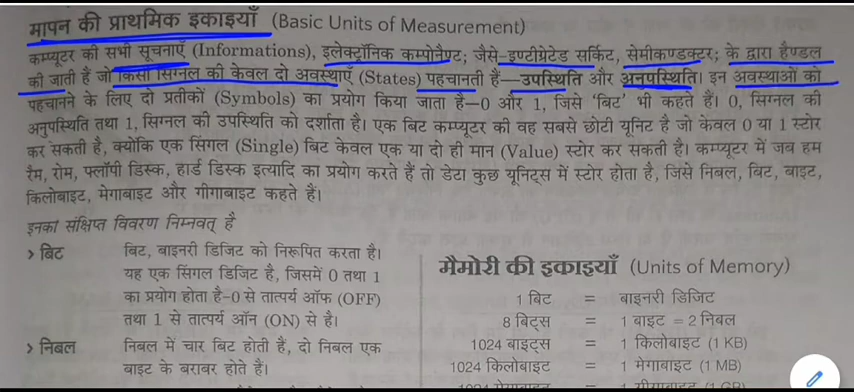 मापन की प्राथमिक इकाइयाँ (Basic Units of Measurement)
कम्प्यूटर की सभी सूचनाएँ (Informations), इलेक्ट्रॉनिक कम्पोनैण्ट; जैसे-इण्टीग्रेटेड सर्किट, सेमीकण्डक्टर; के द्वारा हैण्डल
की जाती हैं जो किसी सिग्नल की केवल दो अवस्थाएँ (States) पहचानती हैं—उपस्थिति और अनुपस्थिति। इन अवस्थाओं को
पहचानने के लिए दो प्रतीकों (Symbols) का प्रयोग किया जाता है—0 और 1, जिसे 'बिट' भी कहते हैं। 0, सिग्नल की
अनुपस्थिति तथा 1, सिग्नल की उपस्थिति को दर्शाता है। एक बिट कम्प्यूटर की वह सबसे छोटी यूनिट है जो केवल 0 या 1 स्टोर
कर सकती है, क्योंकि एक सिंगल (Single) बिट केवल एक या दो ही मान (Value) स्टोर कर सकती है। कम्प्यूटर में जब हम
रैम, रोम, फ्लॉपी डिस्क, हार्ड डिस्क इत्यादि का प्रयोग करते हैं तो डेटा कुछ यूनिट्स में स्टोर होता है, जिसे निबल, बिट, बाइट,
किलोबाइट, मेगाबाइट और गीगाबाइट कहते हैं।
इनका संक्षिप्त विवरण निम्नवत् है
> बिट बिट, बाइनरी डिजिट को निरूपित करता है।
यह एक सिंगल डिजिट है, जिसमें 0 तथा 1
का प्रयोग होता है-0 से तात्पर्य ऑफ (OFF)
तथा 1 से तात्पर्य ऑन (ON) से है।
> निबल निबल में चार बिट होती हैं, दो निबल एक
बाइट के बराबर होते हैं।
मैमोरी की इकाइयाँ (Units of Memory)
1 बिट = बाइनरी डिजिट
8 बिट्स = 1 बाइट = 2 निबल
1024 बाइट्स = 1 किलोबाइट (1 KB)
1024 किलोबाइट = 1 मेगाबाइट (1 MB)
1024 मेगाबाइट = 1 गीगाबाइट (1 GB)